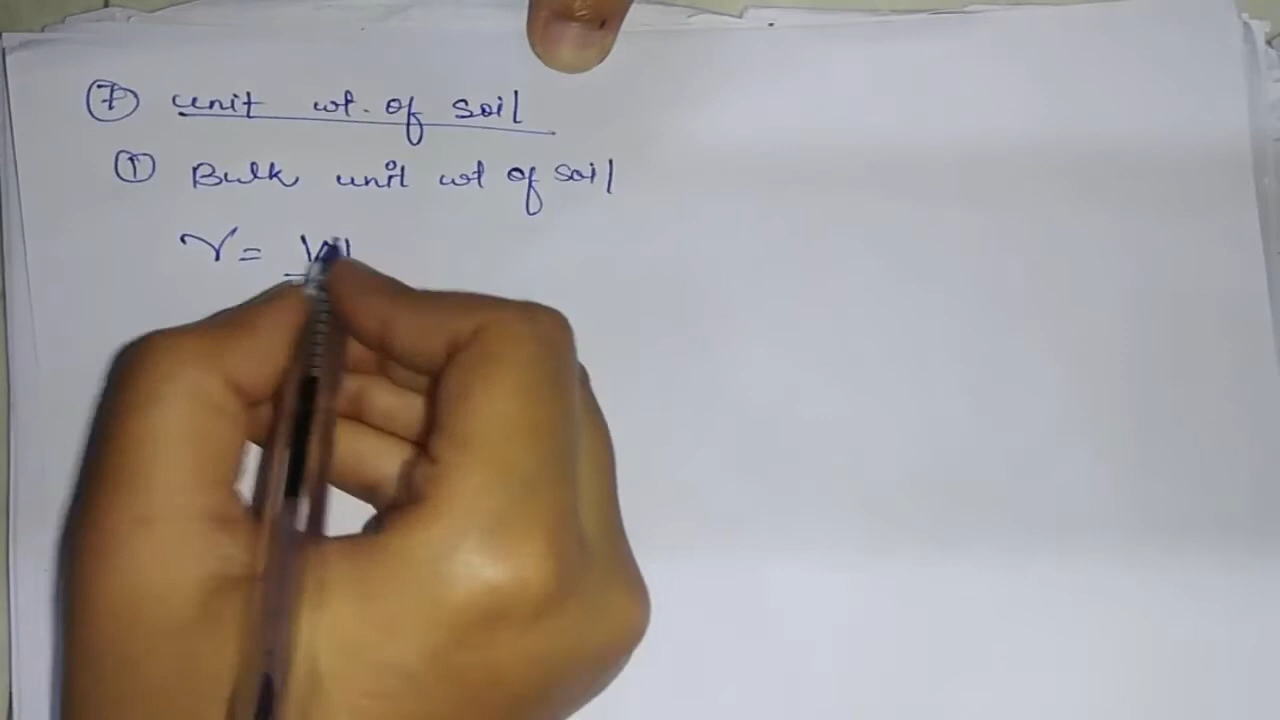 ⑦ unit wt. of soil
① Bulk unit wt of soil
γ = W